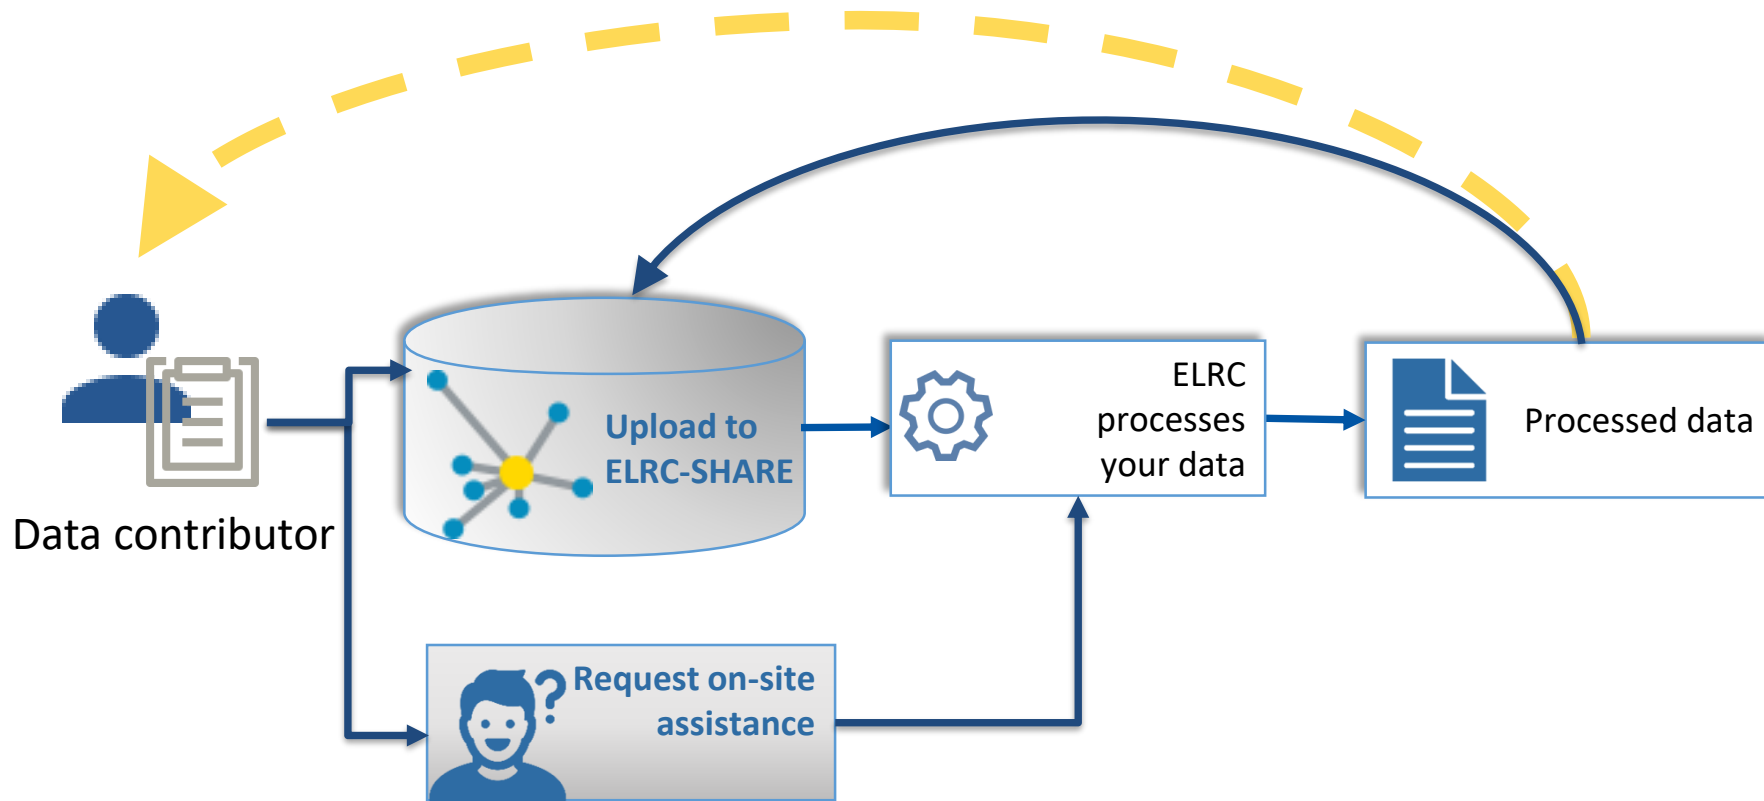 Data contributor
Upload to
ELRC-SHARE
Request on-site
assistance
ELRC
processes
your data
Processed data